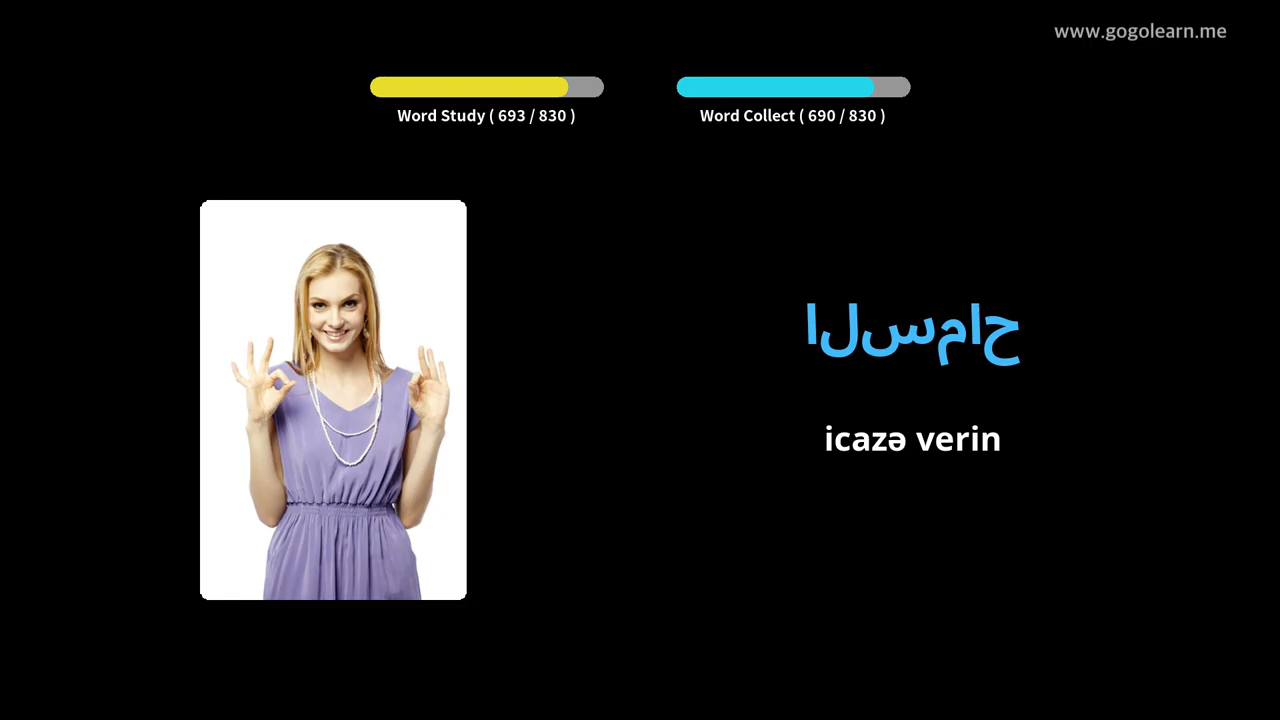 www.gogolearn.me
Word Study ( 693 / 830 )
Word Collect ( 690 / 830 )
السماح
icazə verin